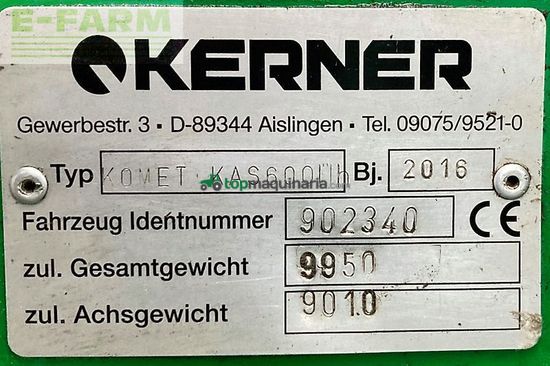 E-FARM
KERNER
Gewerbestr. 3 • D-89344 Aislingen • Tel. 09075/9521-0
Typ KOMET Bj. 2016
topmaquinaria.com
Fahrzeug Identnummer 902340 CE
zul. Gesamtgewicht 9950
zul. Achsgewicht 9010